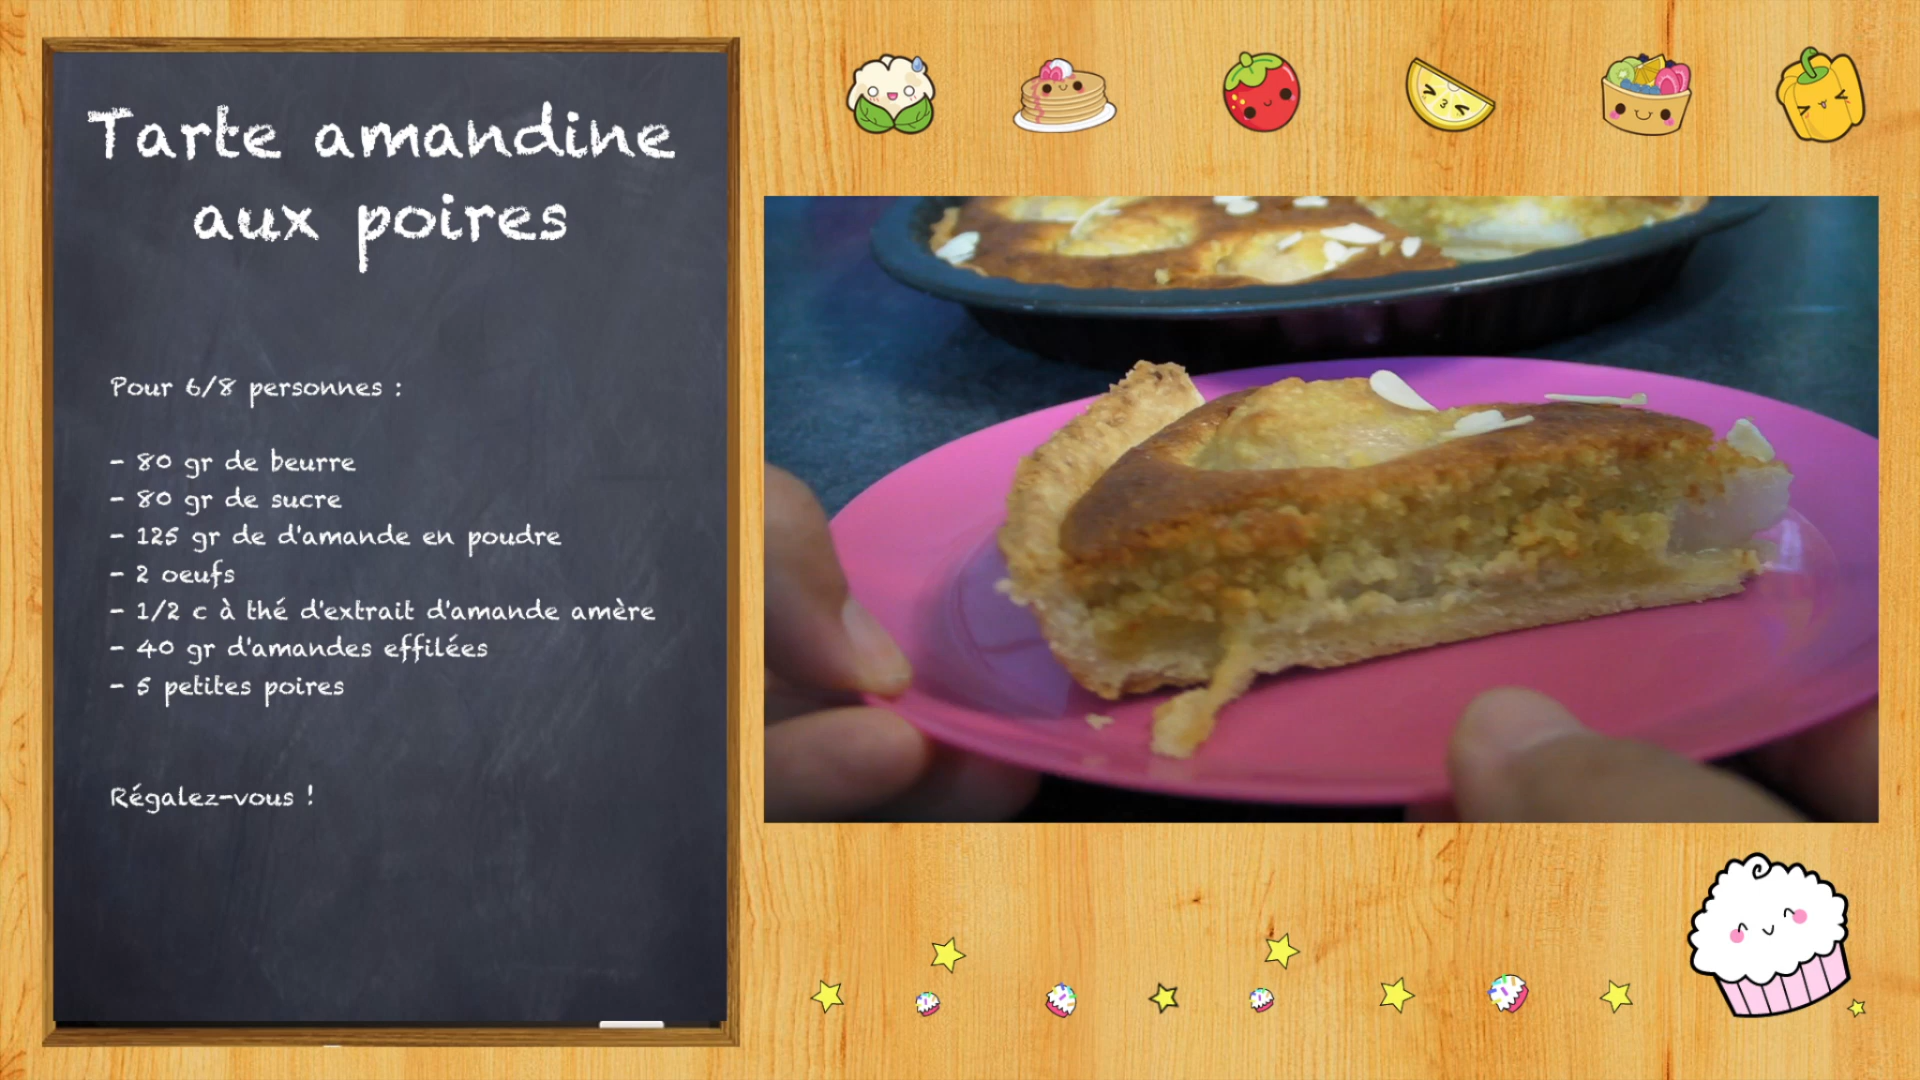 Tarte amandine
aux poires
Pour 6/8 personnes :
- 80 gr de beurre
- 80 gr de sucre
- 125 gr de d'amande en poudre
- 2 oeufs
- 1/2 c à thé d'extrait d'amande amère
- 40 gr d'amandes effilées
- 5 petites poires
Régalez-vous !